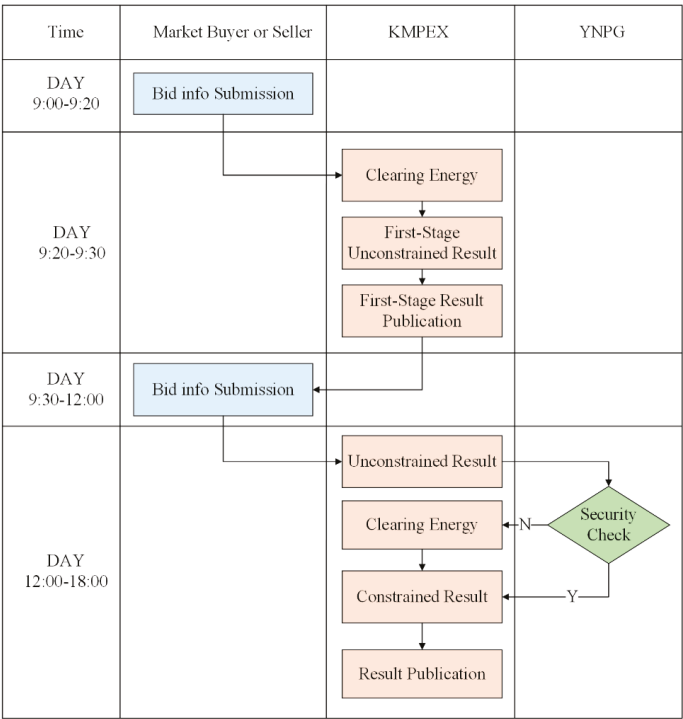 Time
Market Buyer or Seller
KMPEX
YNPG
DAY
9:00-9:20
Bid info Submission
DAY
9:20-9:30
Clearing Energy
First-Stage
Unconstrained Result
First-Stage Result
Publication
DAY
9:30-12:00
Bid info Submission
DAY
12:00-18:00
Unconstrained Result
Security
Check
N
Clearing Energy
Constrained Result
Y
Result Publication